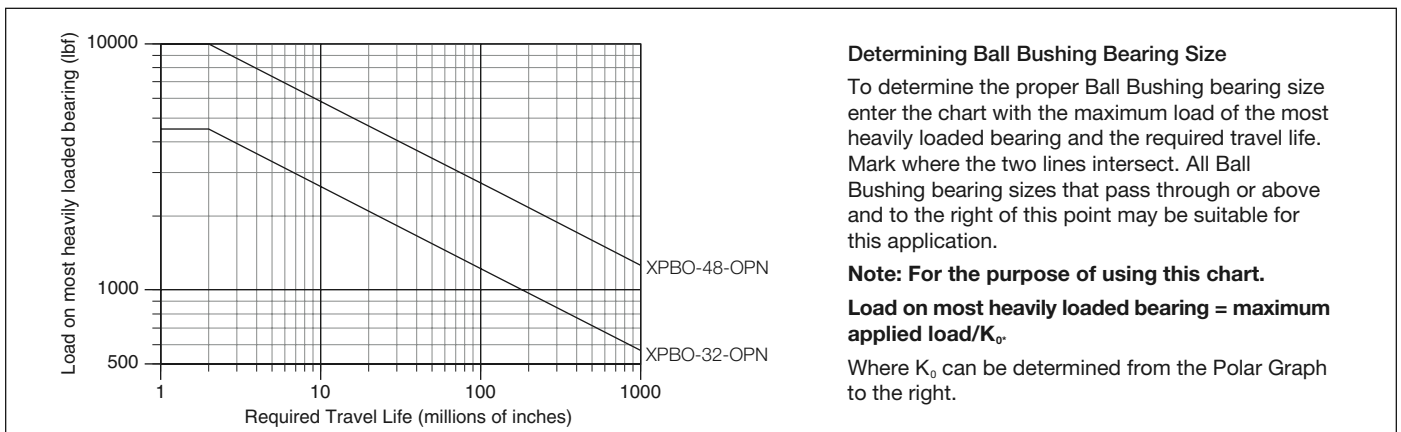 Load on most heavily loaded bearing (lbf)
10000
1000
500
1
10
100
1000
Required Travel Life (millions of inches)
XPBO-48-OPN
XPBO-32-OPN
Determining Ball Bushing Bearing Size
To determine the proper Ball Bushing bearing size
enter the chart with the maximum load of the most
heavily loaded bearing and the required travel life.
Mark where the two lines intersect. All Ball
Bushing bearing sizes that pass through or above
and to the right of this point may be suitable for
this application.
Note: For the purpose of using this chart.
Load on most heavily loaded bearing = maximum
applied load/K₀*
Where K₀ can be determined from the Polar Graph
to the right.